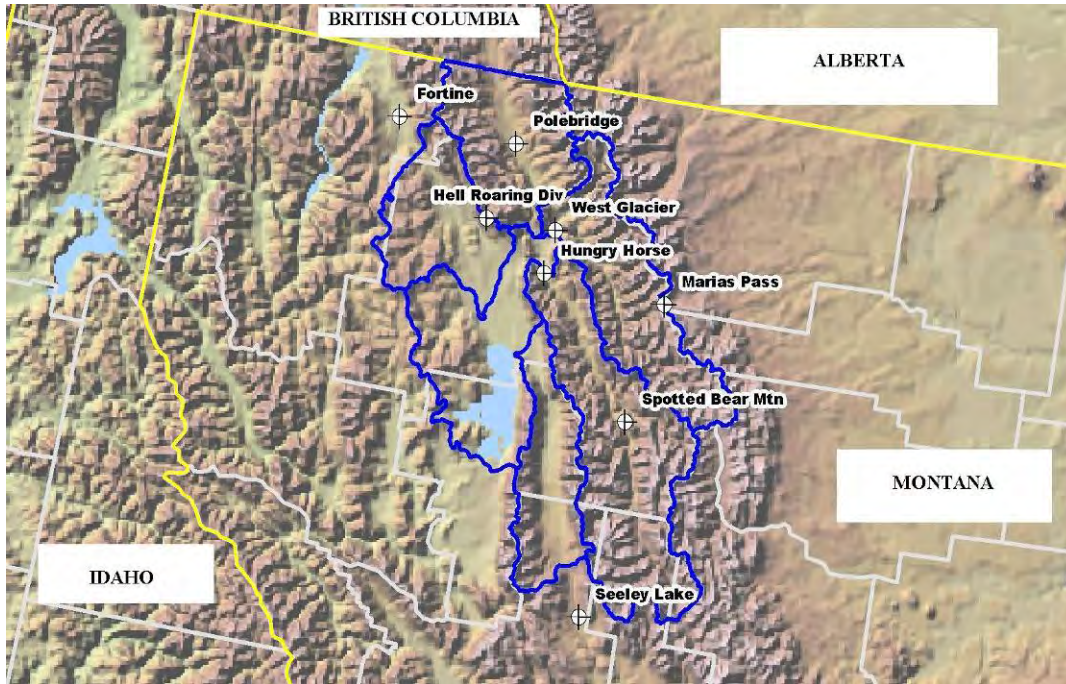 BRITISH COLUMBIA
ALBERTA
Fortine
Polebridge
Hell Roaring Div
West Glacier
Hungry Horse
Marias Pass
Spotted Bear Mtn
MONTANA
IDAHO
Seeley Lake